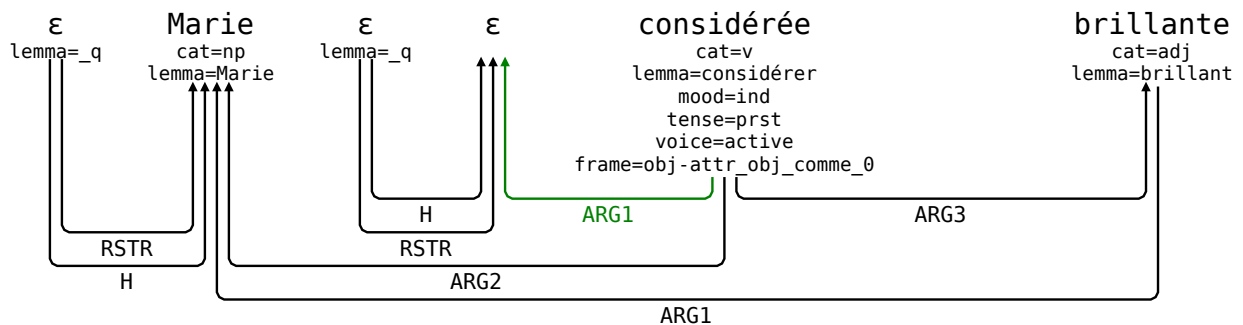 ε Marie ε ε considérée brillante
lemma=_q cat=np lemma=_q cat=v cat=adj
lemma=Marie lemma=considérer lemma=brillant
mood=ind
tense=prst
voice=active
frame=obj-attr_obj_comme_0
H ARG1 ARG3
RSTR RSTR
H ARG2
ARG1